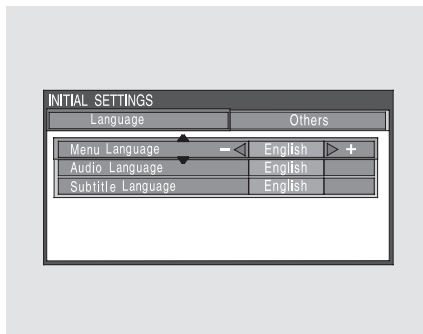 INITIAL SETTINGS
Language Others
Menu Language − English +
Audio Language English
Subtitle Language English